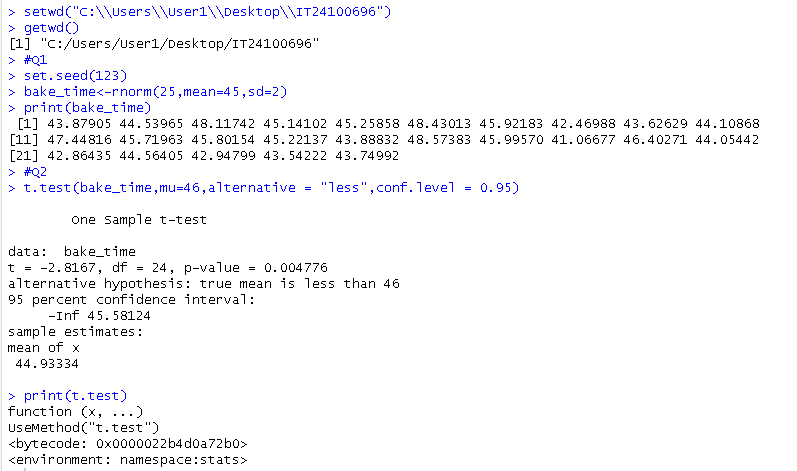 > setwd("C:\\Users\\User1\\Desktop\\IT24100696")
> getwd()
[1] "C:/Users/User1/Desktop/IT24100696"
> #Q1
> set.seed(123)
> bake_time<-rnorm(25,mean=45,sd=2)
> print(bake_time)
 [1] 43.87905 44.53965 48.11742 45.14102 45.25858 48.43013 45.92183 42.46988 43.62629 44.10868
[11] 47.44816 45.71963 45.80154 45.22137 43.88832 48.57383 45.99570 41.06677 46.40271 44.05442
[21] 42.86435 44.56405 42.94799 43.54222 43.74992
> #Q2
> t.test(bake_time,mu=46,alternative = "less",conf.level = 0.95)
        One Sample t-test
data:  bake_time
t = -2.8167, df = 24, p-value = 0.004776
alternative hypothesis: true mean is less than 46
95 percent confidence interval:
     -Inf 45.58124
sample estimates:
mean of x
 44.93334
> print(t.test)
function (x, ...)
UseMethod("t.test")
<bytecode: 0x0000022b4d0a72b0>
<environment: namespace:stats>